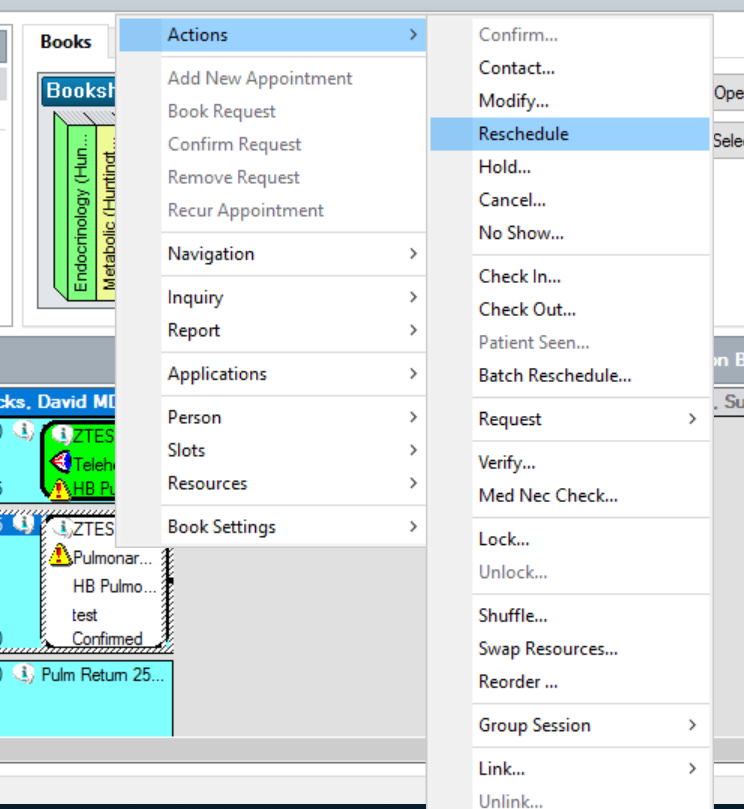 Books
Booksh
Endocrinology (Hun...
Metabolic (Huntingt...
Actions
Add New Appointment
Book Request
Confirm Request
Remove Request
Recur Appointment
Navigation
Inquiry
Report
Applications
Person
Slots
Resources
Book Settings
Confirm...
Contact...
Modify...
Reschedule
Hold...
Cancel...
No Show...
Check In...
Check Out...
Patient Seen...
Batch Reschedule...
Request
Verify...
Med Nec Check...
Lock...
Unlock...
Shuffle...
Swap Resources...
Reorder ...
Group Session
Link...
Unlink...
Ope
Sele
on B
, Su
cks, David MD
ZTES
Teleh
HB Pu
ZTES
Pulmonar...
HB Pulmo...
test
Confirmed
Pulm Return 25...